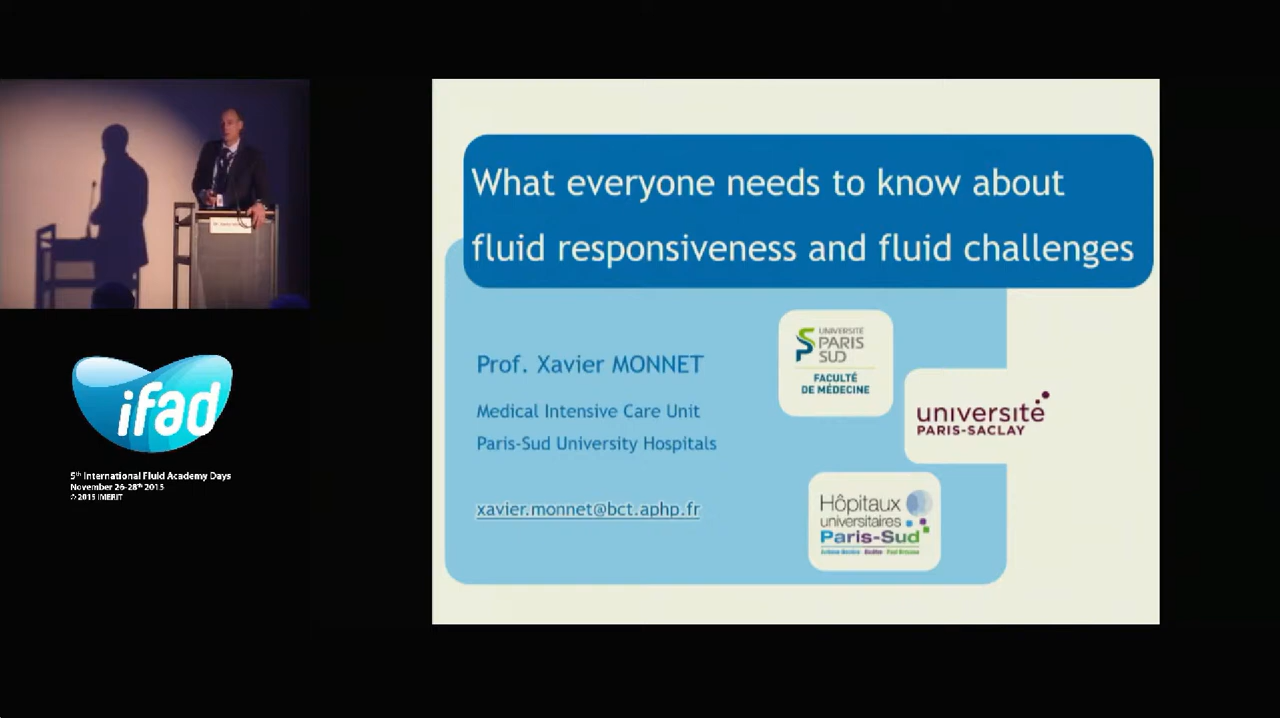 What everyone needs to know about
fluid responsiveness and fluid challenges
Prof. Xavier MONNET
Medical Intensive Care Unit
Paris-Sud University Hospitals
xavier.monnet@bct.aphp.fr
UNIVERSITÉ
PARIS
SUD
FACULTÉ
DE MÉDECINE
université
PARIS-SACLAY
Hôpitaux
universitaires
Paris-Sud
ifad
5th International Fluid Academy Days
November 26-28th 2015
© 2015 IMERIT